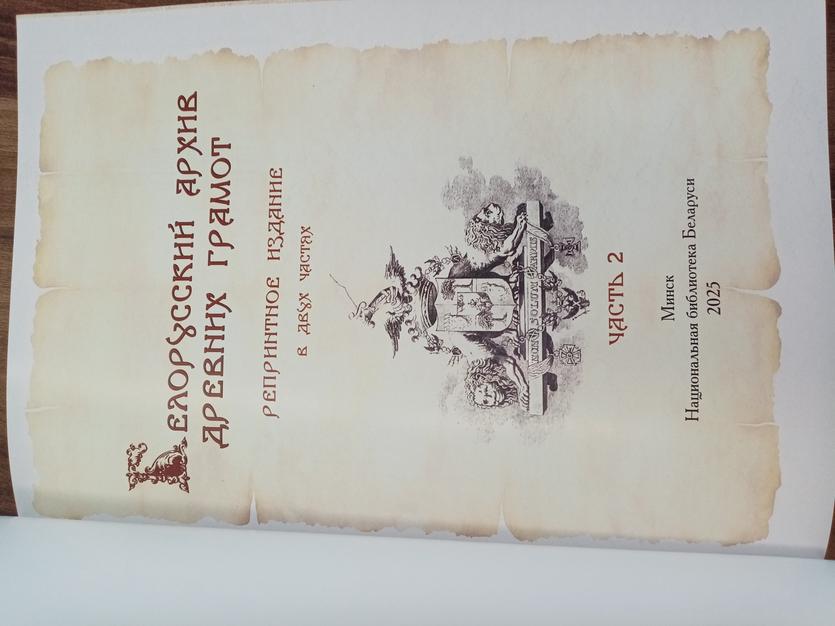 Белорусский архив
древних грамот
репринтное издание
в двух частях
часть 2
Минск
Национальная библиотека Беларуси
2025